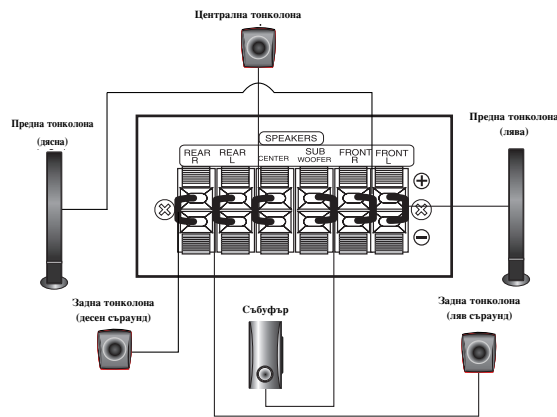 Централна тонколона
Предна тонколона
(дясна)
Предна тонколона
(лява)
SPEAKERS
REAR
R
REAR
L
CENTER
SUB
WOOFER
FRONT
R
FRONT
L
+
−
Задна тонколона
(десен съраунд)
Събуфър
Задна тонколона
(ляв съраунд)